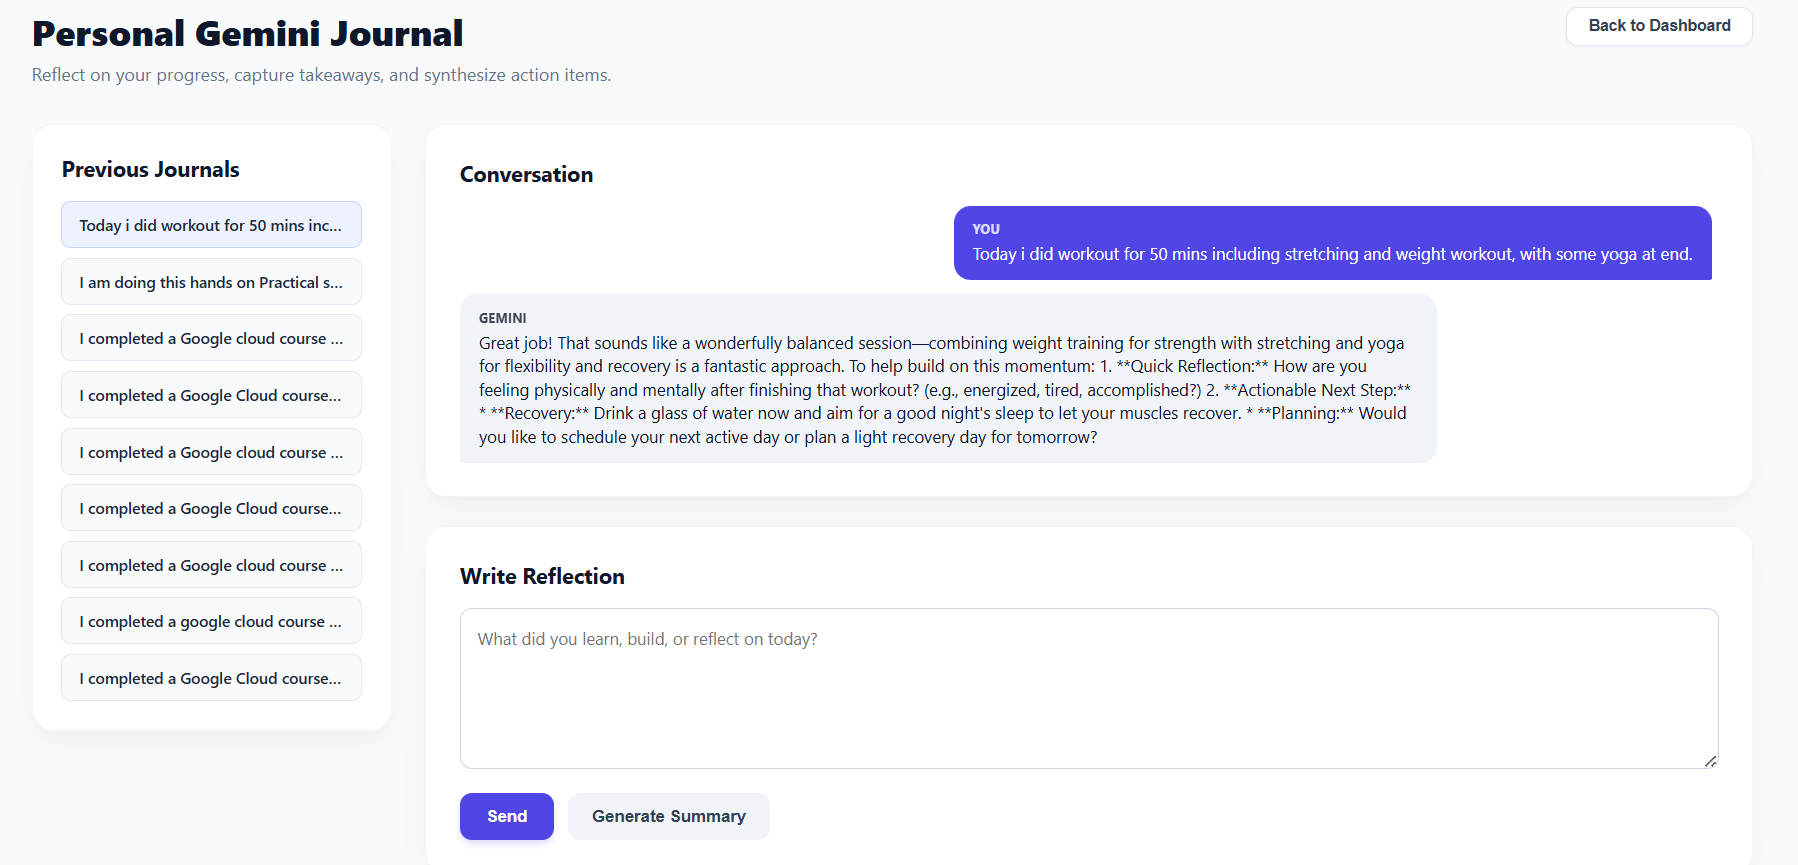 Personal Gemini Journal
Back to Dashboard
Reflect on your progress, capture takeaways, and synthesize action items.
Previous Journals
Today i did workout for 50 mins inc...
I am doing this hands on Practical s...
I completed a Google cloud course ...
I completed a Google Cloud course...
I completed a Google cloud course ...
I completed a Google Cloud course...
I completed a Google cloud course ...
I completed a google cloud course ...
I completed a Google Cloud course...
Conversation
YOU
Today i did workout for 50 mins including stretching and weight workout, with some yoga at end.
GEMINI
Great job! That sounds like a wonderfully balanced session—combining weight training for strength with stretching and yoga
for flexibility and recovery is a fantastic approach. To help build on this momentum: 1. **Quick Reflection:** How are you
feeling physically and mentally after finishing that workout? (e.g., energized, tired, accomplished?) 2. **Actionable Next Step:**
* **Recovery:** Drink a glass of water now and aim for a good night's sleep to let your muscles recover. * **Planning:** Would
you like to schedule your next active day or plan a light recovery day for tomorrow?
Write Reflection
What did you learn, build, or reflect on today?
Send
Generate Summary